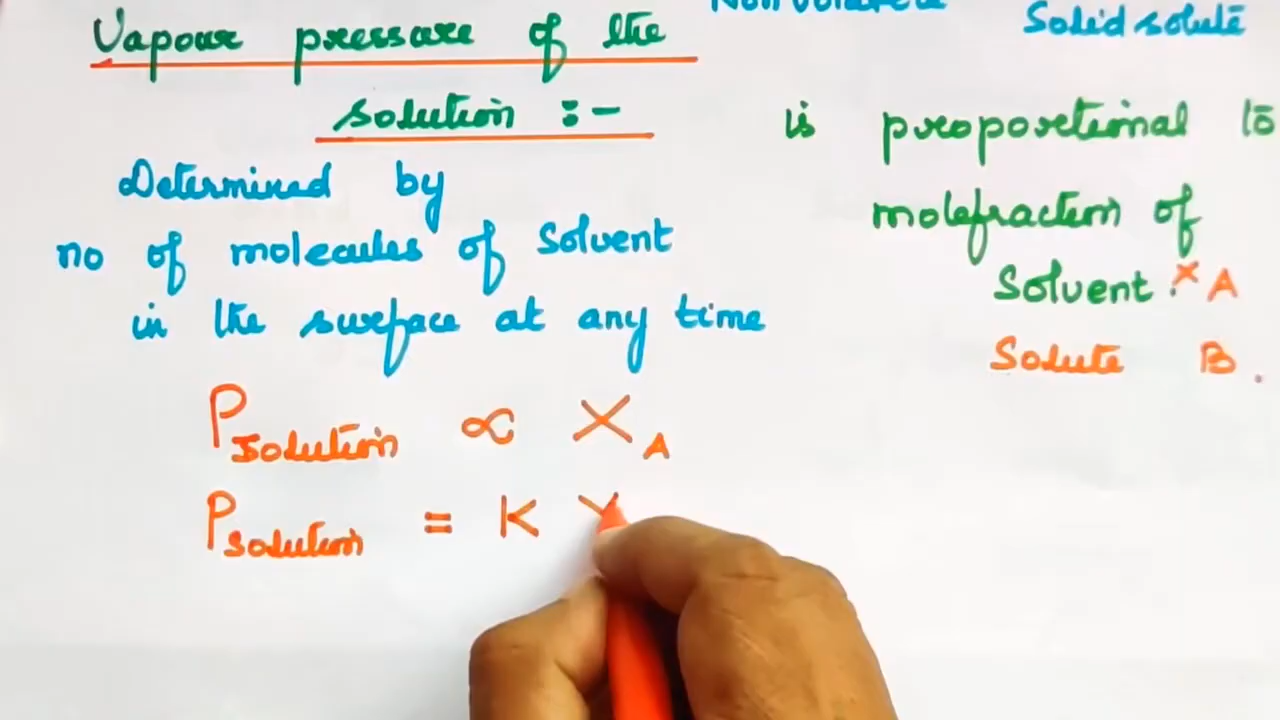 Vapour pressure of the
solution :-
Determined by
no of molecules of solvent
in the surface at any time
P solution ∝ X A
P solution = K X
Nonvolatile
Solid solute
is proportional to
molefraction of
Solvent . X A
Solute B .